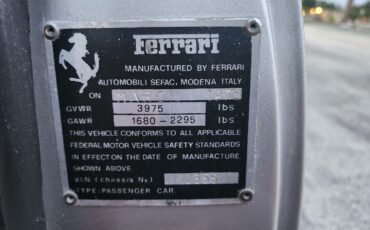 Ferrari
MANUFACTURED BY FERRARI
AUTOMOBILI SEFAC, MODENA ITALY
ON MARCH 1975
GVWR 3975 lbs
GAWR 1680-2295 lbs
THIS VEHICLE CONFORMS TO ALL APPLICABLE
FEDERAL MOTOR VEHICLE SAFETY STANDARDS
IN EFFECT ON THE DATE OF MANUFACTURE
SHOWN ABOVE
V.I.N. (chassis No)
TYPE: PASSENGER CAR